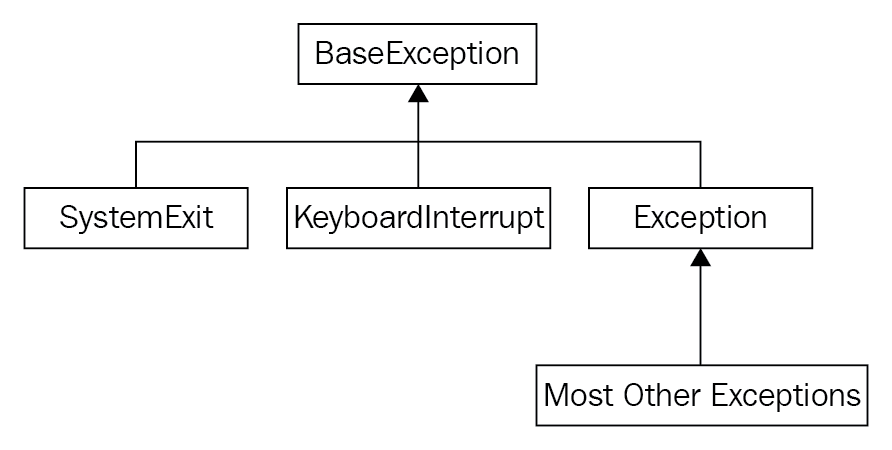 BaseException
SystemExit
KeyboardInterrupt
Exception
Most Other Exceptions